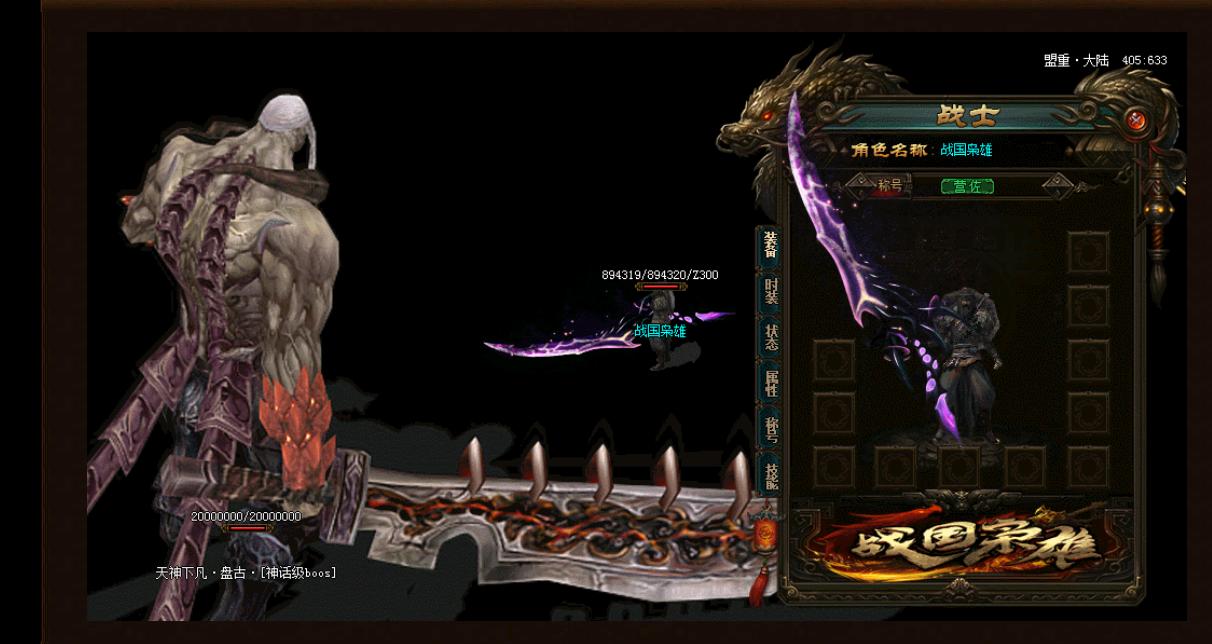 盟重·大陆 405:633
战士
角色名称:战国枭雄
称号
营佐
装备
时装
状态
属性
称号
技能
894319/894320/Z300
战国枭雄
20000000/20000000
天神下凡·盘古·[神话级boos]
战国枭雄